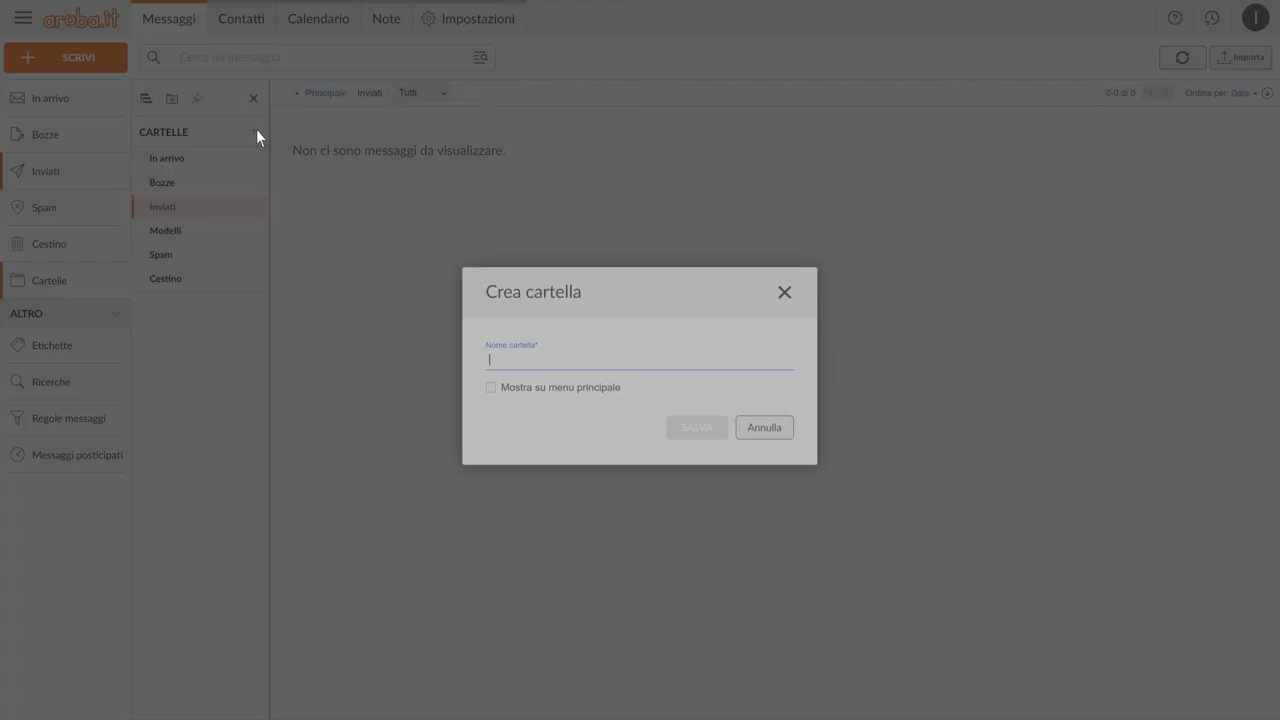 aruba.it
Messaggi
Contatti
Calendario
Note
Impostazioni
I
SCRIVI
Cerca un messaggio
Importa
In arrivo
Bozze
Inviati
Spam
Cestino
Cartelle
ALTRO
Etichette
Ricerche
Regole messaggi
Messaggi posticipati
CARTELLE
In arrivo
Bozze
Inviati
Modelli
Spam
Cestino
Principale
Inviati
Tutti
0-0 di 0
Ordina per: Data
Non ci sono messaggi da visualizzare.
Crea cartella
Nome cartella*
Mostra su menu principale
SALVA
Annulla